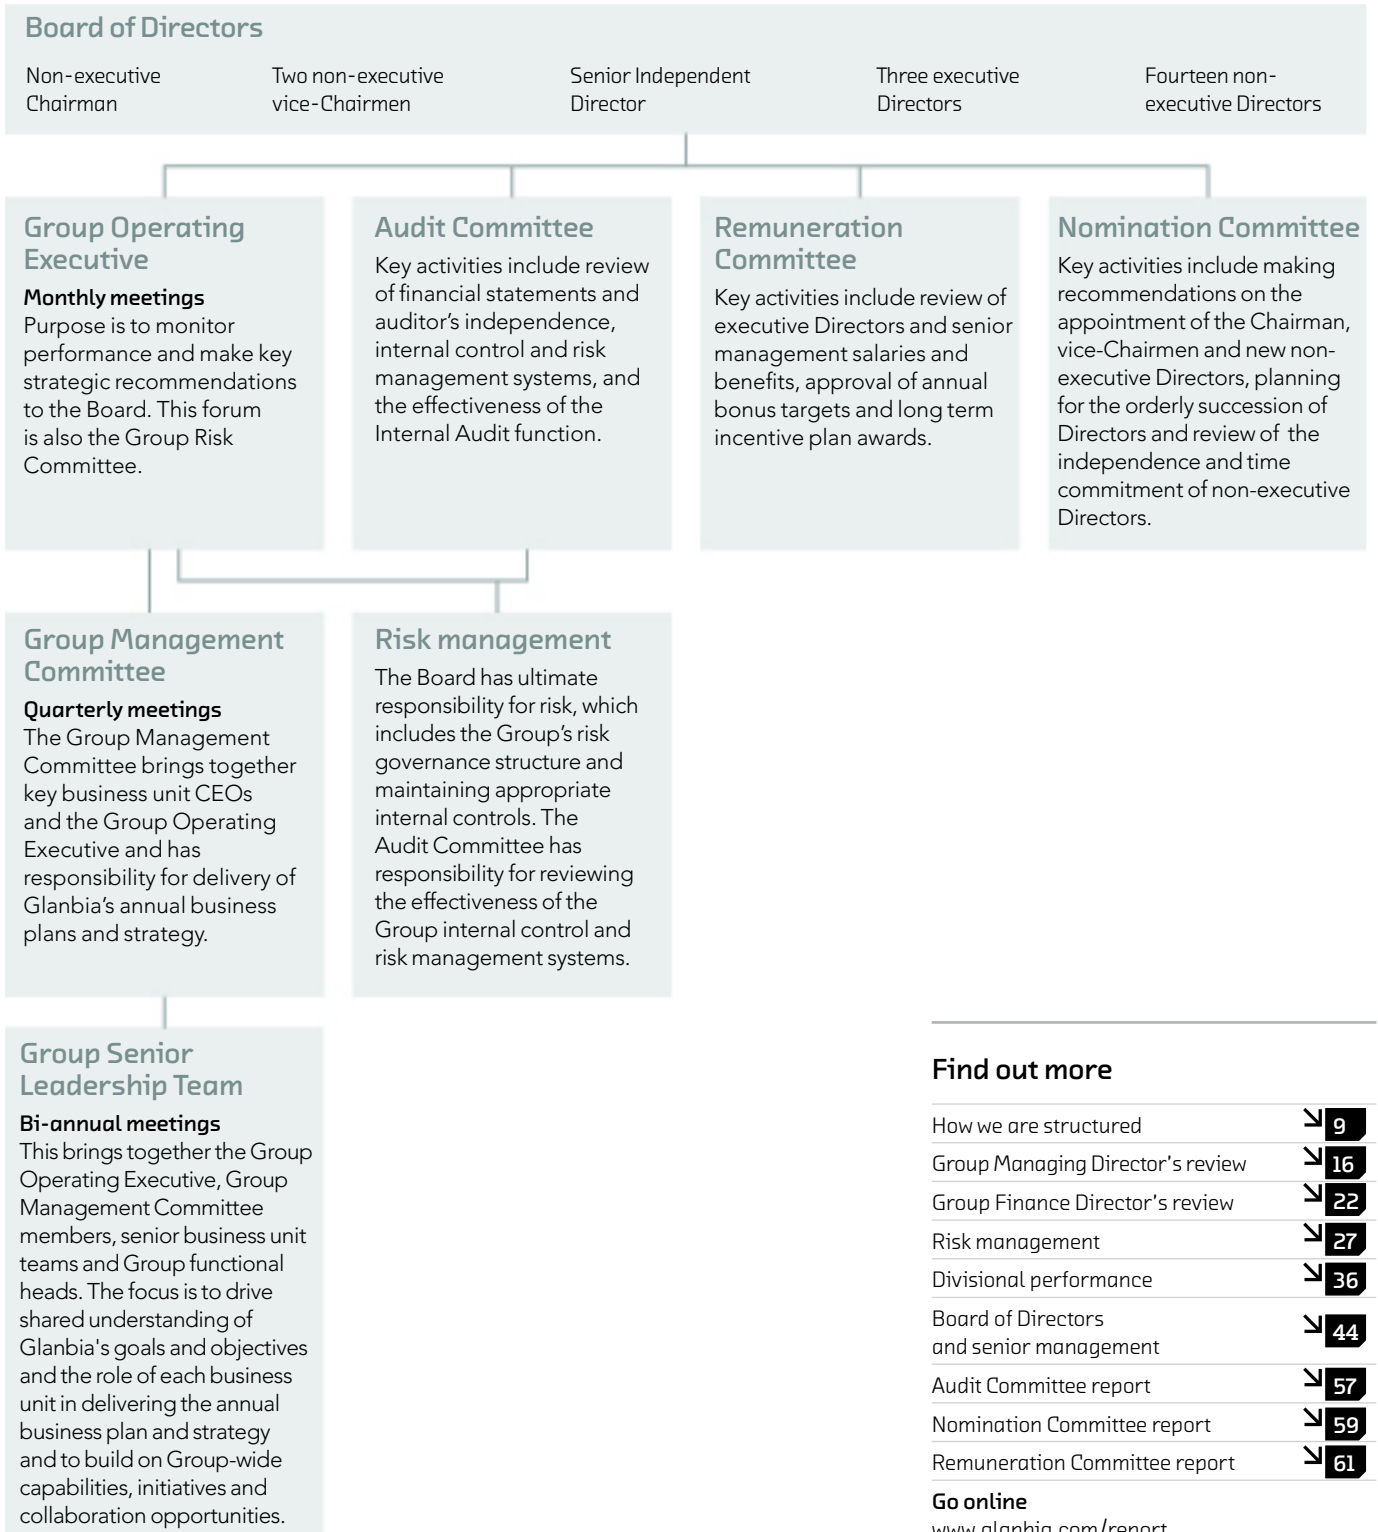 Board of Directors
Non-executive
Chairman
Two non-executive
vice-Chairmen
Senior Independent
Director
Three executive
Directors
Fourteen non-
executive Directors
Group Operating
Executive
Monthly meetings
Purpose is to monitor
performance and make key
strategic recommendations
to the Board. This forum
is also the Group Risk
Committee.
Audit Committee
Key activities include review
of financial statements and
auditor's independence,
internal control and risk
management systems, and
the effectiveness of the
Internal Audit function.
Remuneration
Committee
Key activities include review of
executive Directors and senior
management salaries and
benefits, approval of annual
bonus targets and long term
incentive plan awards.
Nomination Committee
Key activities include making
recommendations on the
appointment of the Chairman,
vice-Chairmen and new non-
executive Directors, planning
for the orderly succession of
Directors and review of the
independence and time
commitment of non-executive
Directors.
Group Management
Committee
Quarterly meetings
The Group Management
Committee brings together
key business unit CEOs
and the Group Operating
Executive and has
responsibility for delivery of
Glanbia's annual business
plans and strategy.
Risk management
The Board has ultimate
responsibility for risk, which
includes the Group's risk
governance structure and
maintaining appropriate
internal controls. The
Audit Committee has
responsibility for reviewing
the effectiveness of the
Group internal control and
risk management systems.
Group Senior
Leadership Team
Bi-annual meetings
This brings together the Group
Operating Executive, Group
Management Committee
members, senior business unit
teams and Group functional
heads. The focus is to drive
shared understanding of
Glanbia's goals and objectives
and the role of each business
unit in delivering the annual
business plan and strategy
and to build on Group-wide
capabilities, initiatives and
collaboration opportunities.
Find out more
How we are structured 9
Group Managing Director's review 16
Group Finance Director's review 22
Risk management 27
Divisional performance 36
Board of Directors
and senior management 44
Audit Committee report 57
Nomination Committee report 59
Remuneration Committee report 61
Go online
www.glanbia.com/report